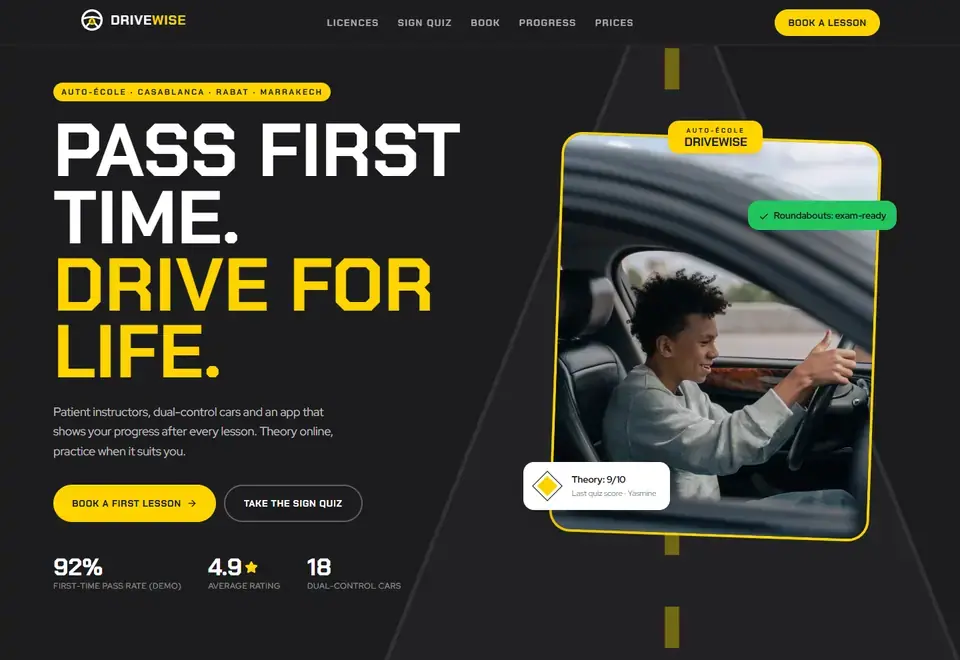 DRIVEWISE
LICENCES
SIGN QUIZ
BOOK
PROGRESS
PRICES
BOOK A LESSON
AUTO-ÉCOLE · CASABLANCA · RABAT · MARRAKECH
PASS FIRST
TIME.
DRIVE FOR
LIFE.
Patient instructors, dual-control cars and an app that
shows your progress after every lesson. Theory online,
practice when it suits you.
BOOK A FIRST LESSON →
TAKE THE SIGN QUIZ
92%
FIRST-TIME PASS RATE (DEMO)
4.9 ★
AVERAGE RATING
18
DUAL-CONTROL CARS
AUTO-ÉCOLE
DRIVEWISE
✓ Roundabouts: exam-ready
Theory: 9/10
Last quiz score · Yasmine